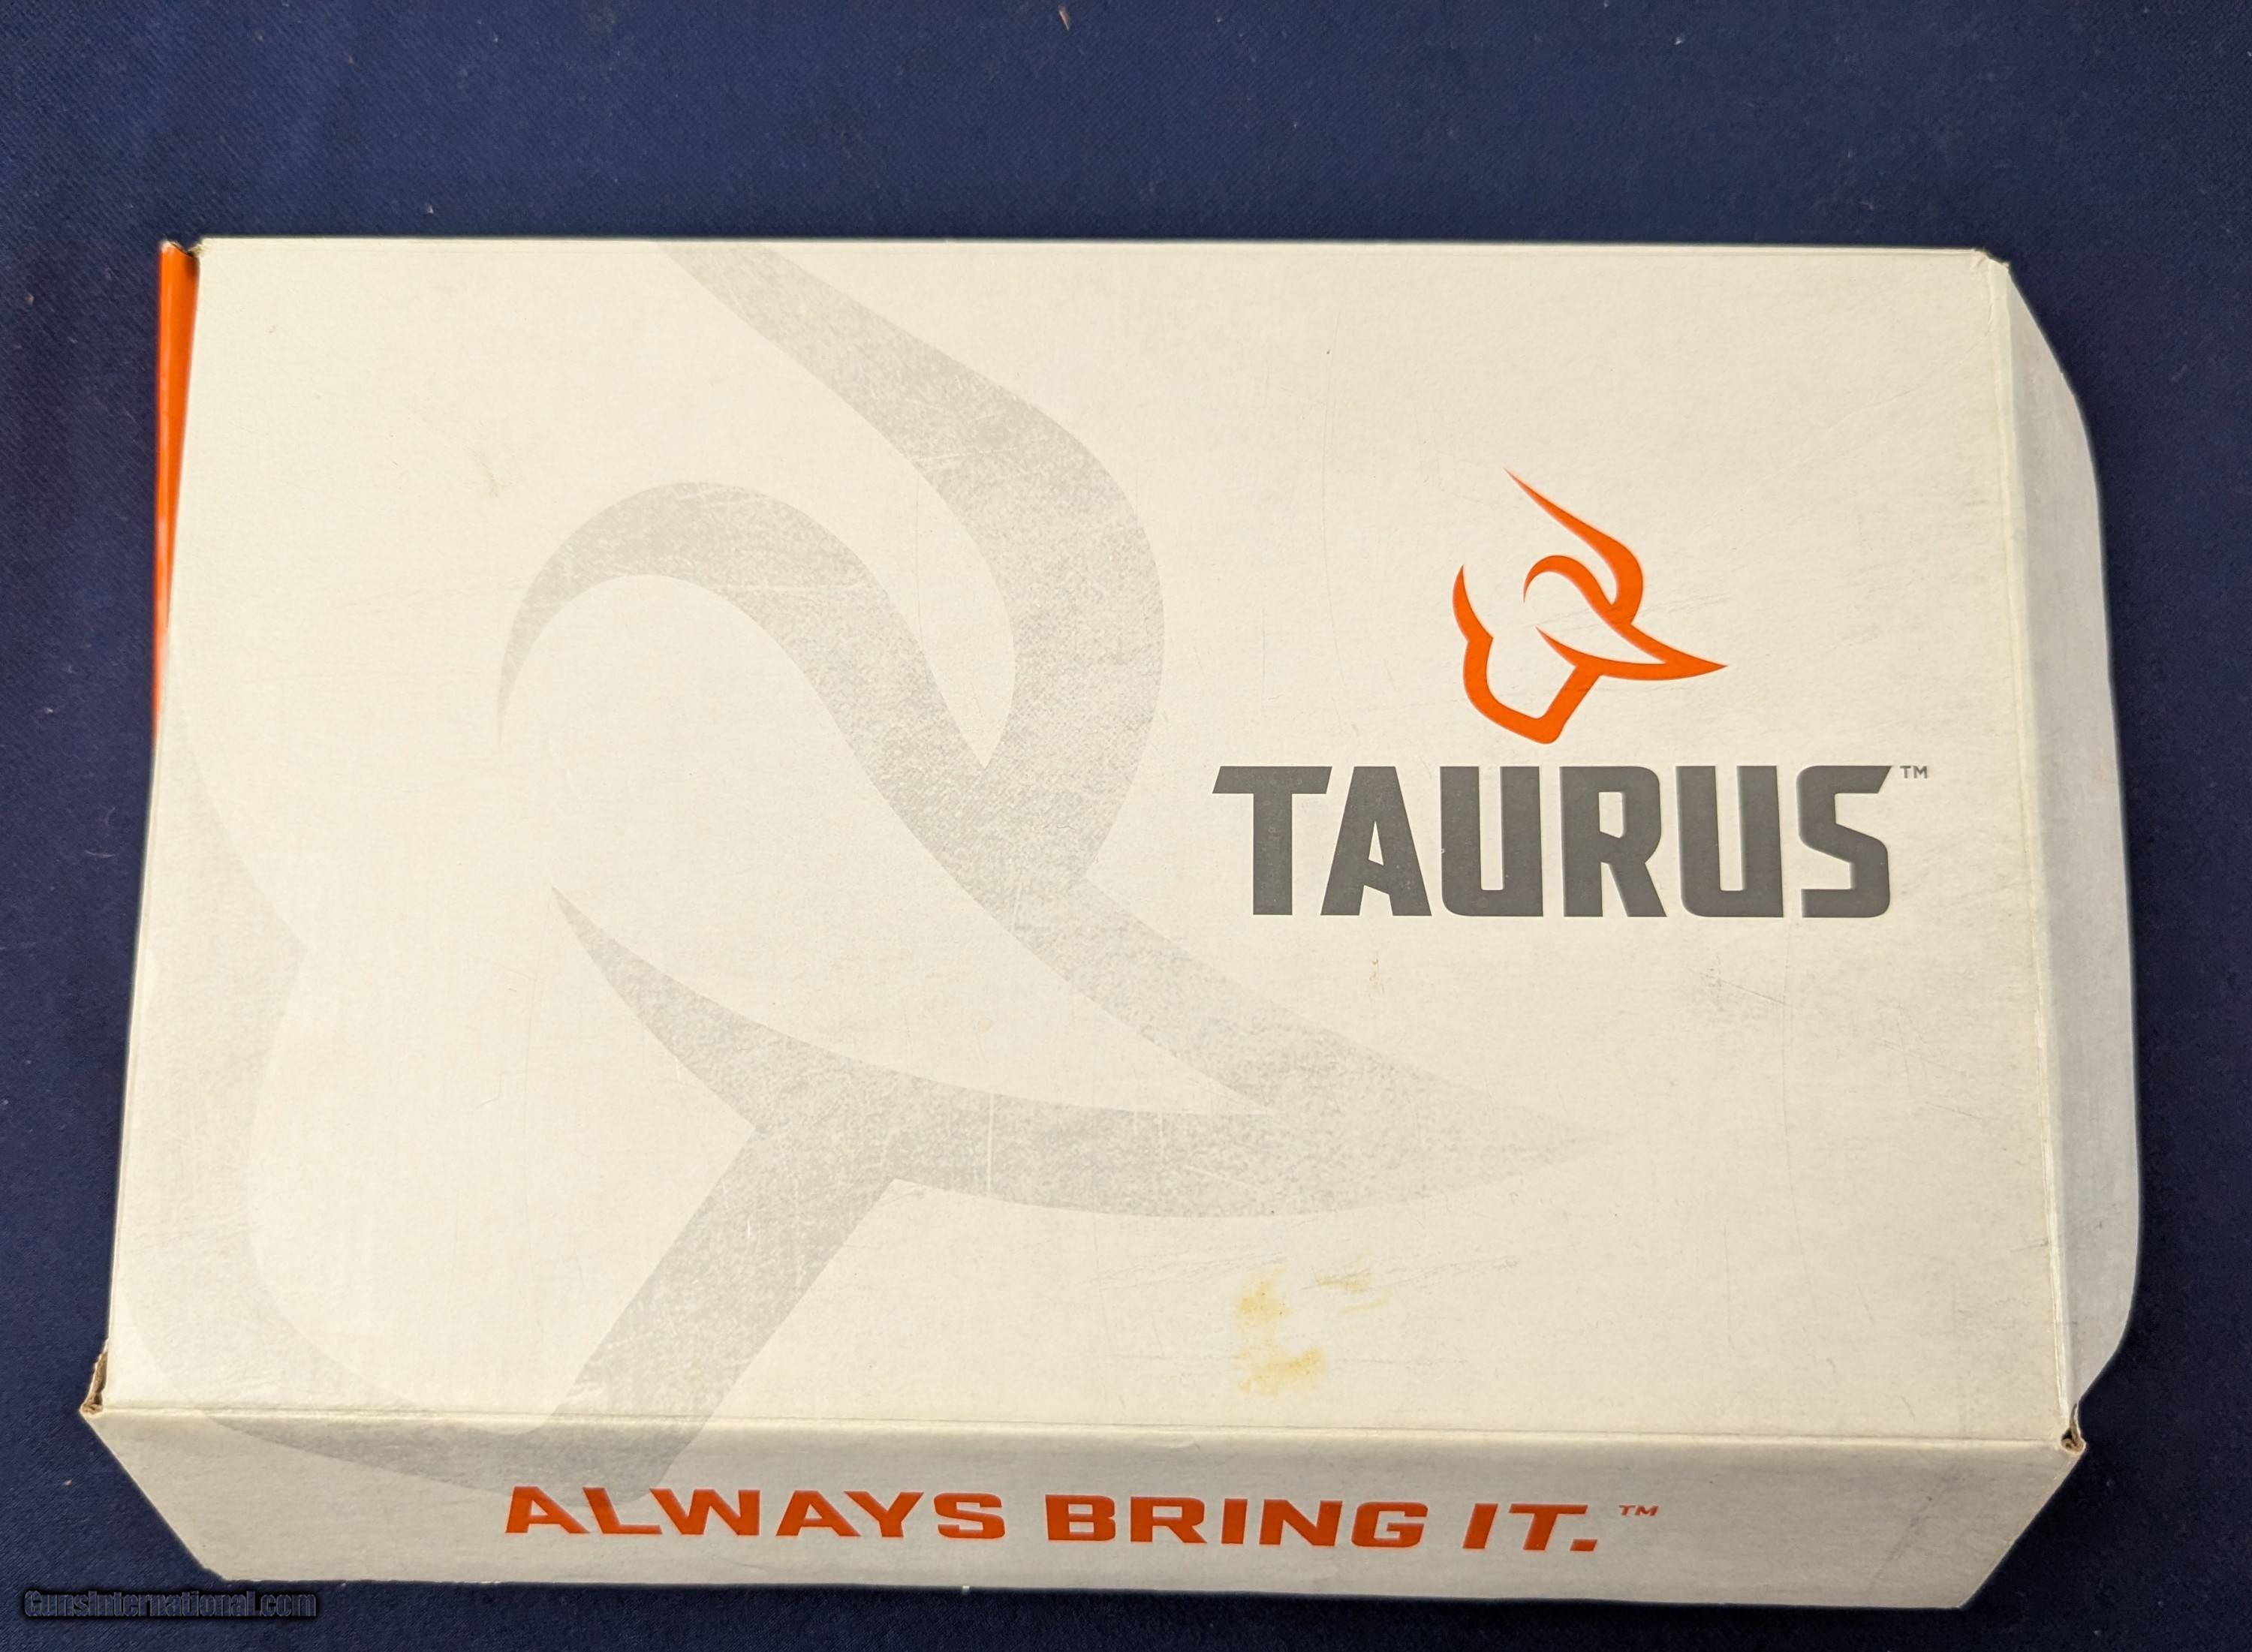 TAURUS™
ALWAYS BRING IT.™
GunsInternational.com